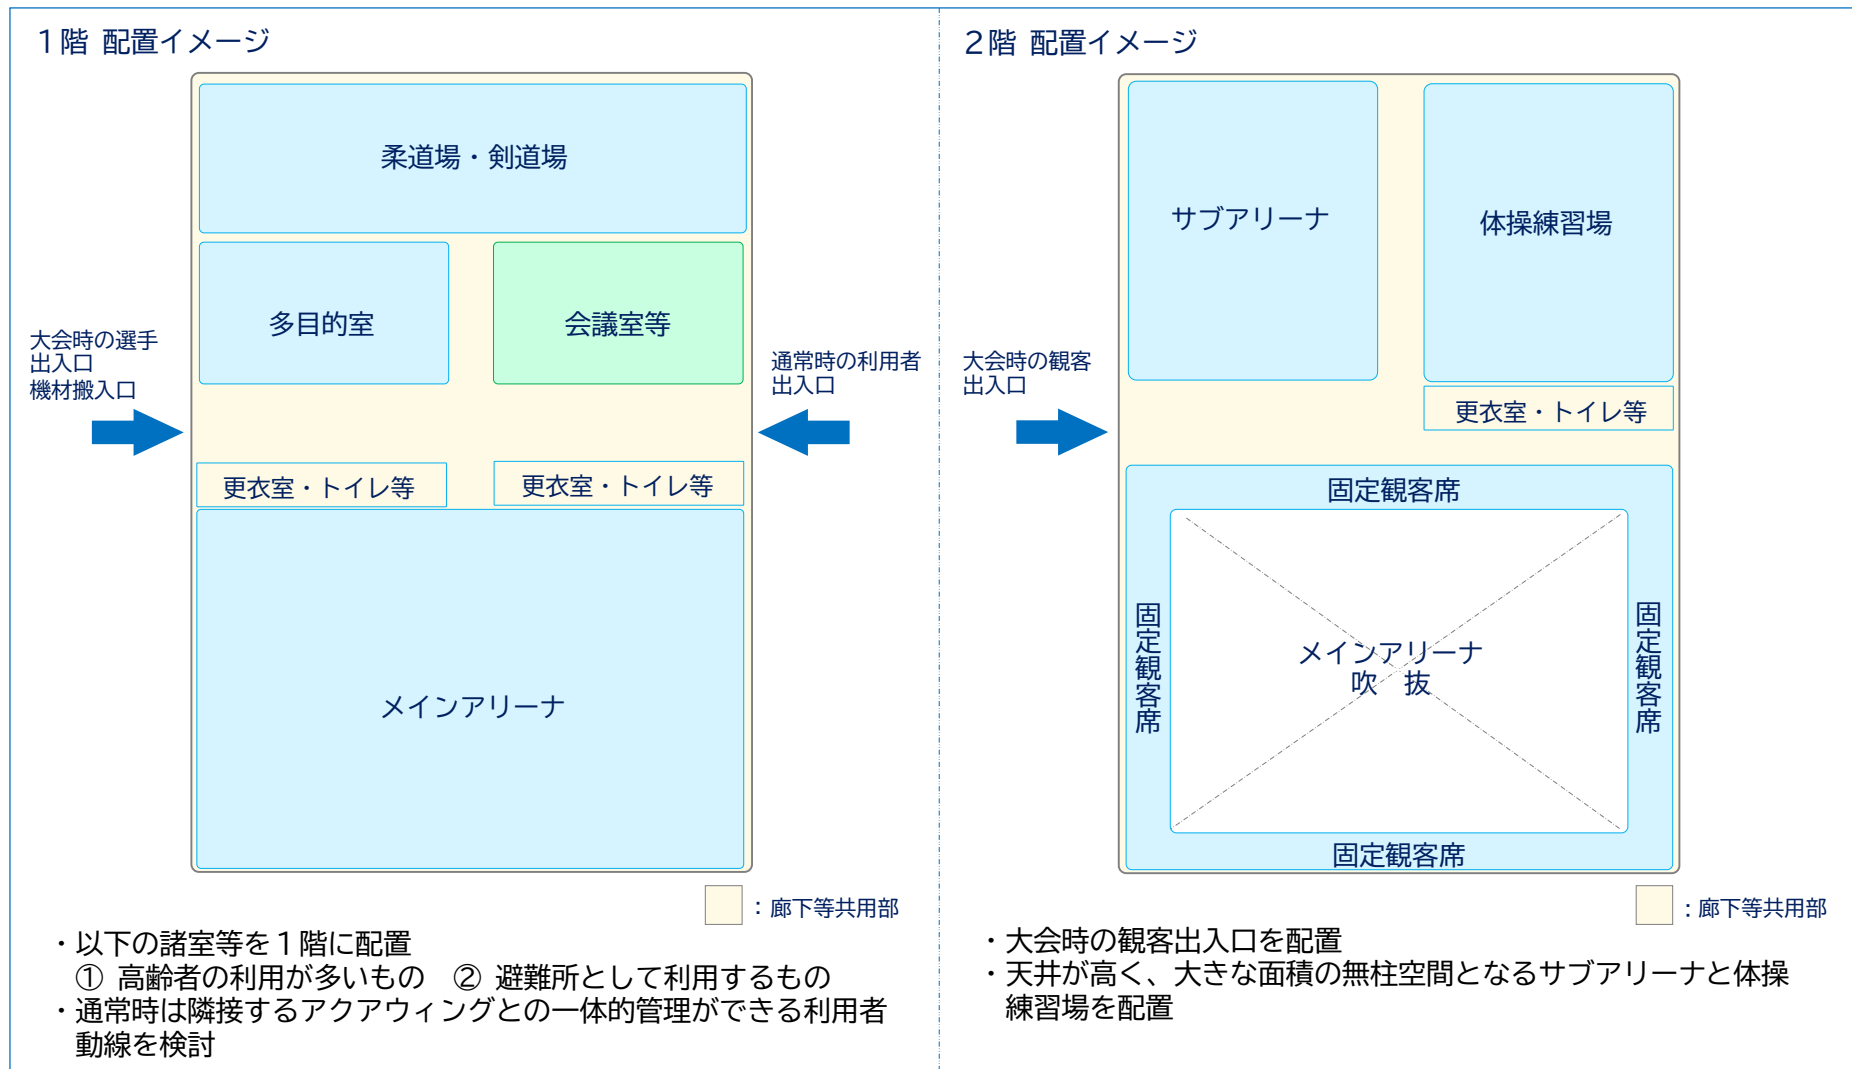 1階 配置イメージ
柔道場・剣道場
多目的室
会議室等
大会時の選手
出入口
機材搬入口
通常時の利用者
出入口
更衣室・トイレ等
更衣室・トイレ等
メインアリーナ
：廊下等共用部
・以下の諸室等を1階に配置
① 高齢者の利用が多いもの　② 避難所として利用するもの
・通常時は隣接するアクアウィングとの一体的管理ができる利用者
動線を検討
2階 配置イメージ
サブアリーナ
体操練習場
大会時の観客
出入口
更衣室・トイレ等
固定観客席
固定観客席
メインアリーナ
吹　抜
固定観客席
固定観客席
：廊下等共用部
・大会時の観客出入口を配置
・天井が高く、大きな面積の無柱空間となるサブアリーナと体操
練習場を配置